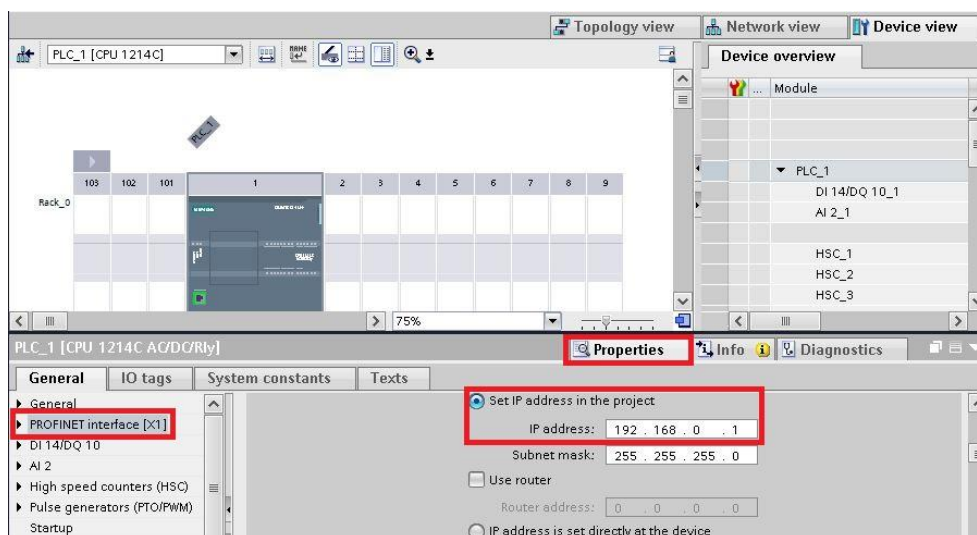 Topology view Network view Device view
PLC_1 [CPU 1214C] Device overview
... Module
PLC_1
PLC_1
103 102 101 1 2 3 4 5 6 7 8 9
Rack_0
DI 14/DQ 10_1
AI 2_1
HSC_1
HSC_2
HSC_3
75%
PLC_1 [CPU 1214C AC/DC/Rly] Properties Info Diagnostics
General IO tags System constants Texts
General
Set IP address in the project
PROFINET interface [X1]
IP address: 192 . 168 . 0 . 1
DI 14/DQ 10
Subnet mask: 255 . 255 . 255 . 0
AI 2
Use router
High speed counters (HSC)
Pulse generators (PTO/PWM)
Router address: 0 . 0 . 0 . 0
Startup
IP address is set directly at the device